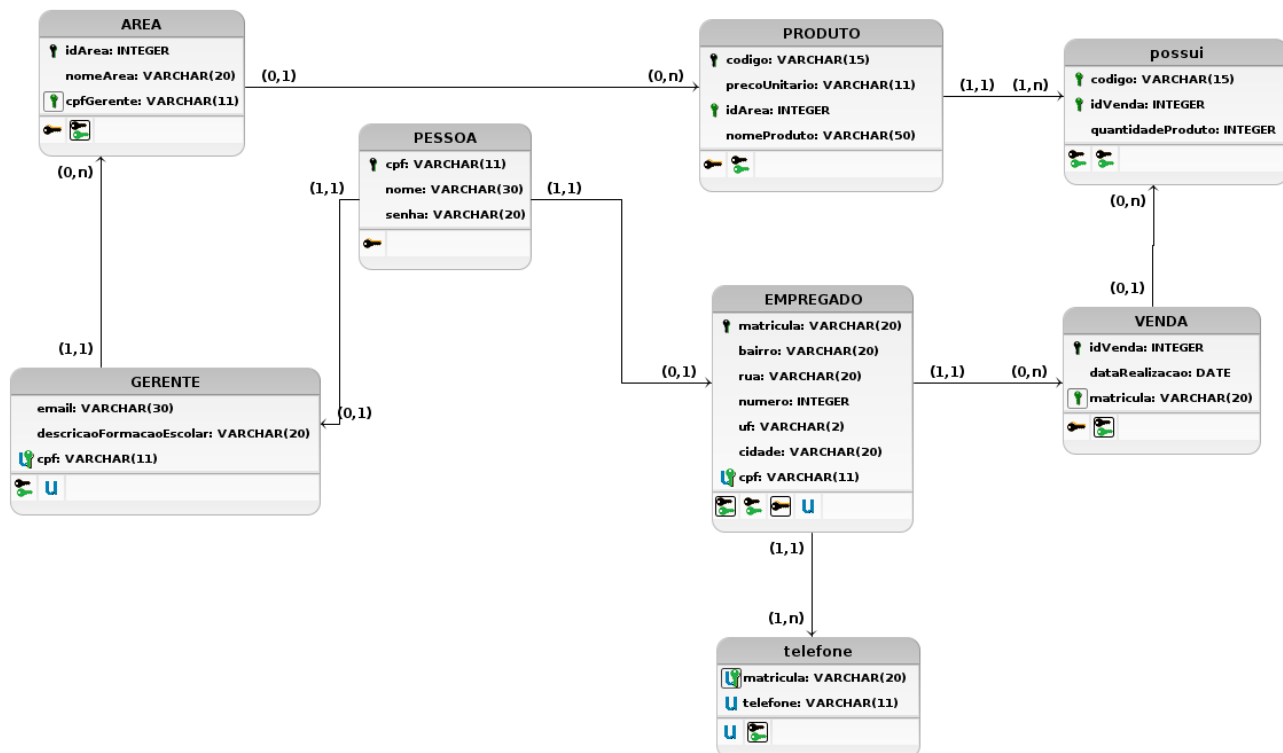 AREA
idArea: INTEGER
nomeArea: VARCHAR(20)
cpfGerente: VARCHAR(11)
(0,1)
(0,n)
PRODUTO
codigo: VARCHAR(15)
precoUnitario: VARCHAR(11)
idArea: INTEGER
nomeProduto: VARCHAR(50)
(1,1)
(1,n)
possui
codigo: VARCHAR(15)
idVenda: INTEGER
quantidadeProduto: INTEGER
PESSOA
cpf: VARCHAR(11)
nome: VARCHAR(30)
senha: VARCHAR(20)
(0,n)
(1,1)
(1,1)
(0,n)
(0,1)
(1,1)
GERENTE
email: VARCHAR(30)
descricaoFormacaoEscolar: VARCHAR(20)
U cpf: VARCHAR(11)
U
(0,1)
(0,1)
EMPREGADO
matricula: VARCHAR(20)
bairro: VARCHAR(20)
rua: VARCHAR(20)
numero: INTEGER
uf: VARCHAR(2)
cidade: VARCHAR(20)
U cpf: VARCHAR(11)
U
(1,1)
(0,n)
VENDA
idVenda: INTEGER
dataRealizacao: DATE
matricula: VARCHAR(20)
(1,1)
(1,n)
telefone
U matricula: VARCHAR(20)
U telefone: VARCHAR(11)
U